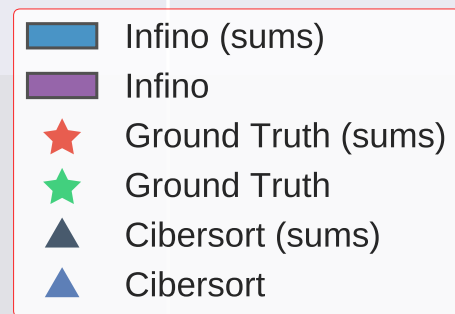 Infino (sums)
Infino
Ground Truth (sums)
Ground Truth
Cibersort (sums)
Cibersort